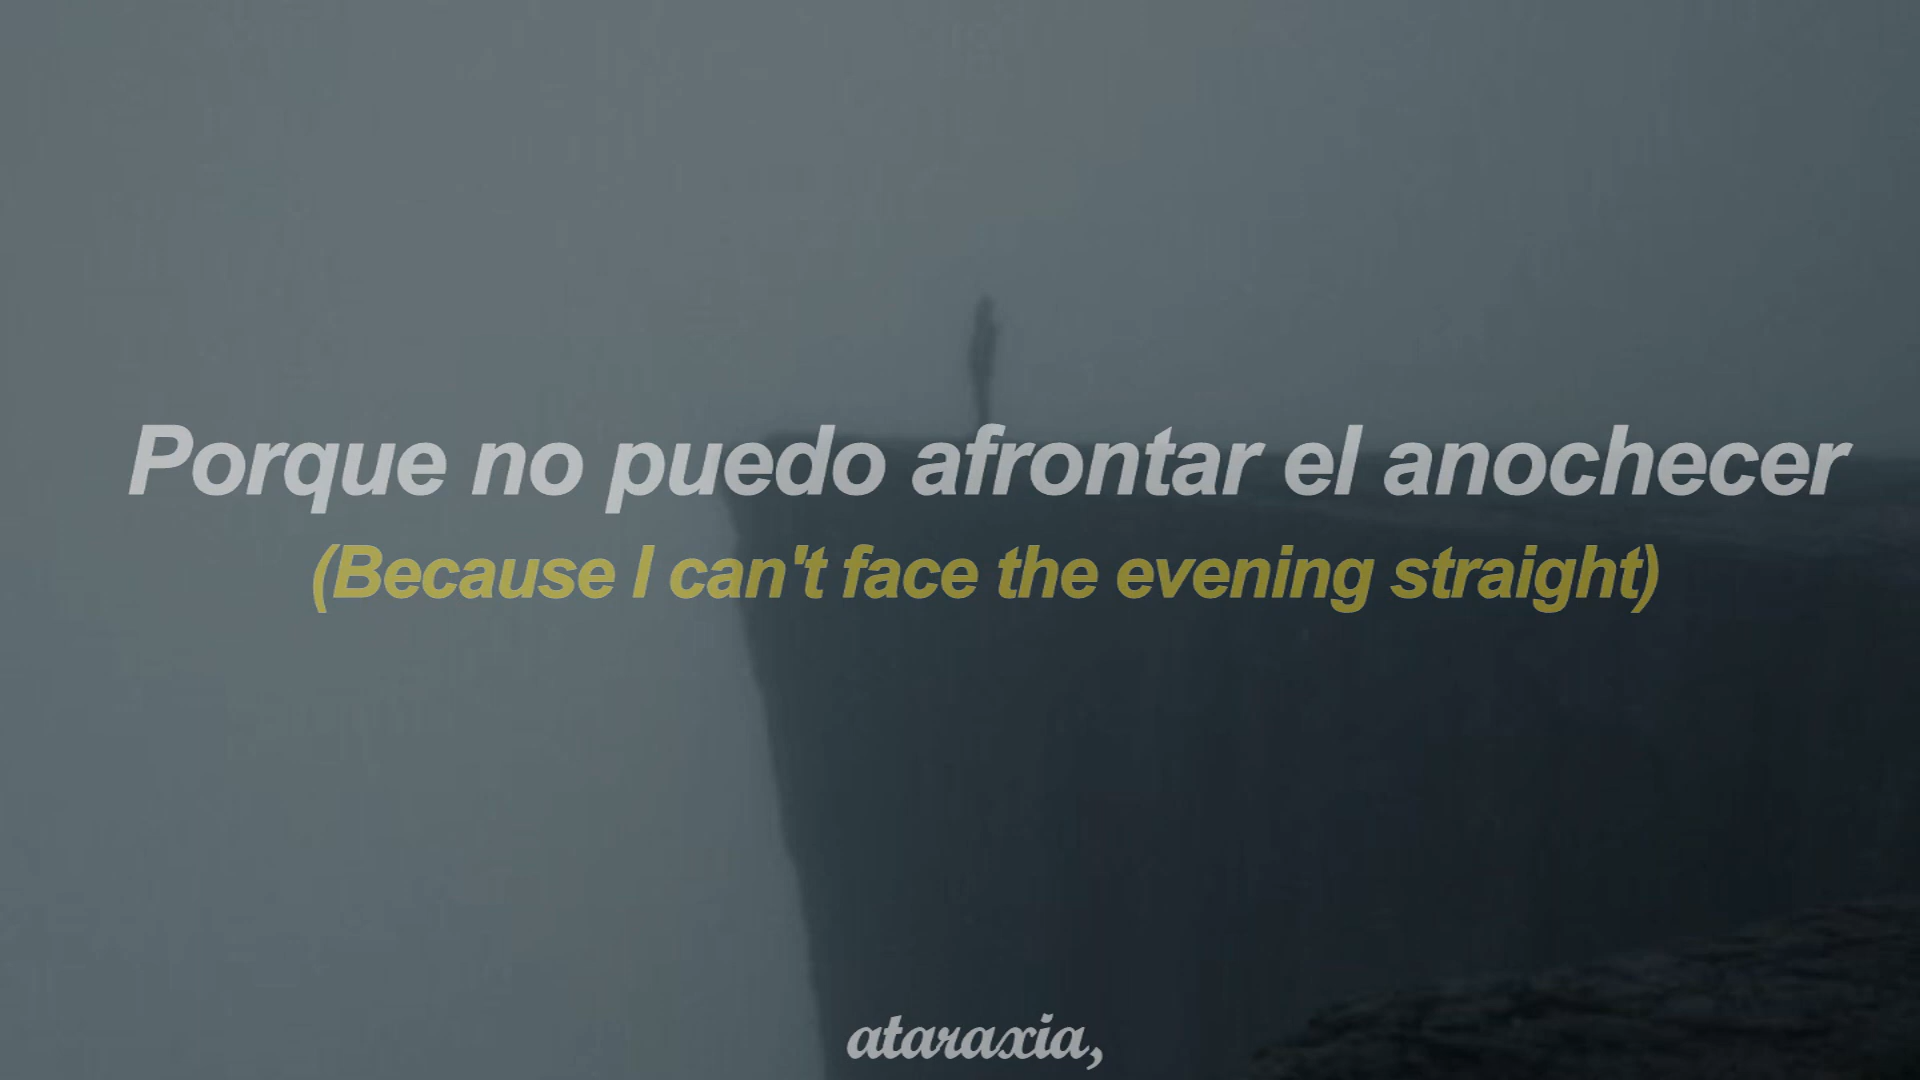 Porque no puedo afrontar el anochecer
(Because I can't face the evening straight)
ataraxia,